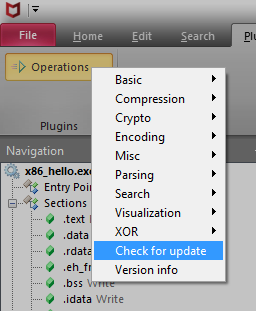 File Home Edit Search Plu
Operations
Plugins
Basic
Compression
Crypto
Encoding
Misc
Parsing
Search
Visualization
XOR
Check for update
Version info
Navigation
x86_hello.exe
Entry Poin
Sections
.text
.data
.rdata
.eh_fr
.bss Write
.idata Write